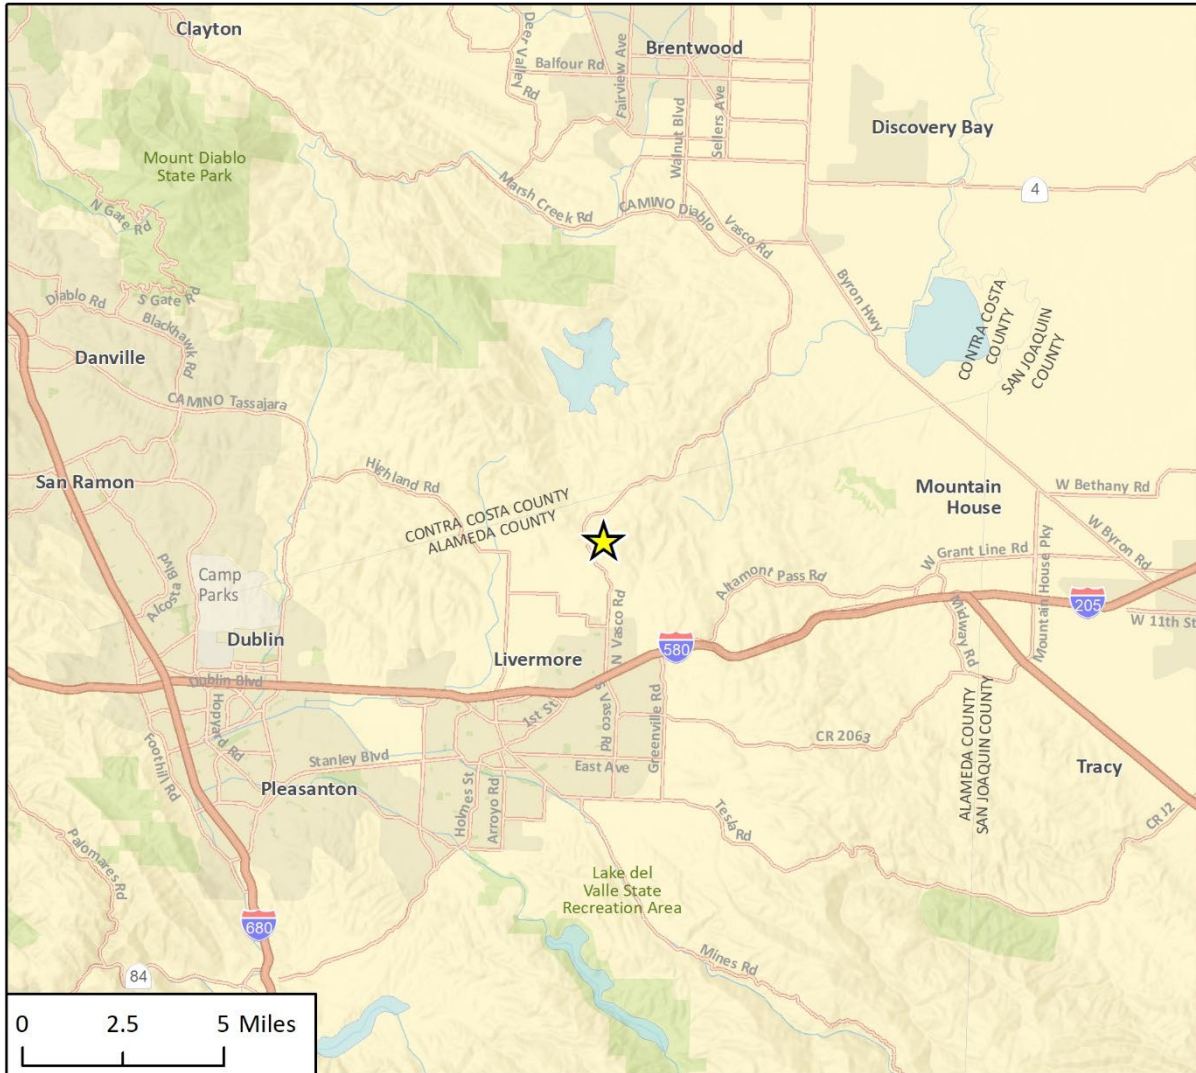 Clayton
Deer Valley Rd
Balfour Rd
Fairview Ave
Brentwood
Walnut Blvd
Sellers Ave
Discovery Bay
Mount Diablo
State Park
N Gate Rd
Marsh Creek Rd
CAMINO Diablo
Vasco Rd
4
S Gate Rd
Diablo Rd
Blackhawk Rd
Byron Hwy
CONTRA COSTA
COUNTY
SAN JOAQUIN
COUNTY
Danville
CAMINO Tassajara
San Ramon
Highland Rd
CONTRA COSTA COUNTY
ALAMEDA COUNTY
Mountain
House
W Bethany Rd
W Byron Rd
W Grant Line Rd
Mountain House Pky
Alcosta Blvd
Camp
Parks
Altamont Pass Rd
Midway Rd
205
W 11th St
Dublin
Livermore
N Vasco Rd
580
Dublin Blvd
Hopyard Rd
1st St
S Vasco Rd
Greenville Rd
CR 2063
ALAMEDA COUNTY
SAN JOAQUIN COUNTY
Foothill Rd
Stanley Blvd
East Ave
Tracy
Pleasanton
Holmes St
Arroyo Rd
Tesla Rd
CR J2
Palomares Rd
Lake del
Valle State
Recreation Area
680
Mines Rd
84
0 2.5 5 Miles